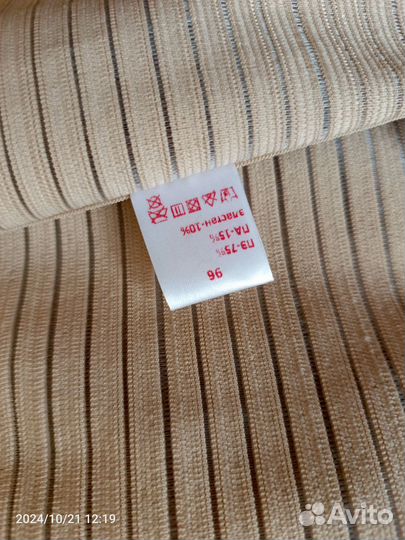 96
ПЭ-75%
ПА-15%
эластан-10%
2024/10/21 12:19
Avito